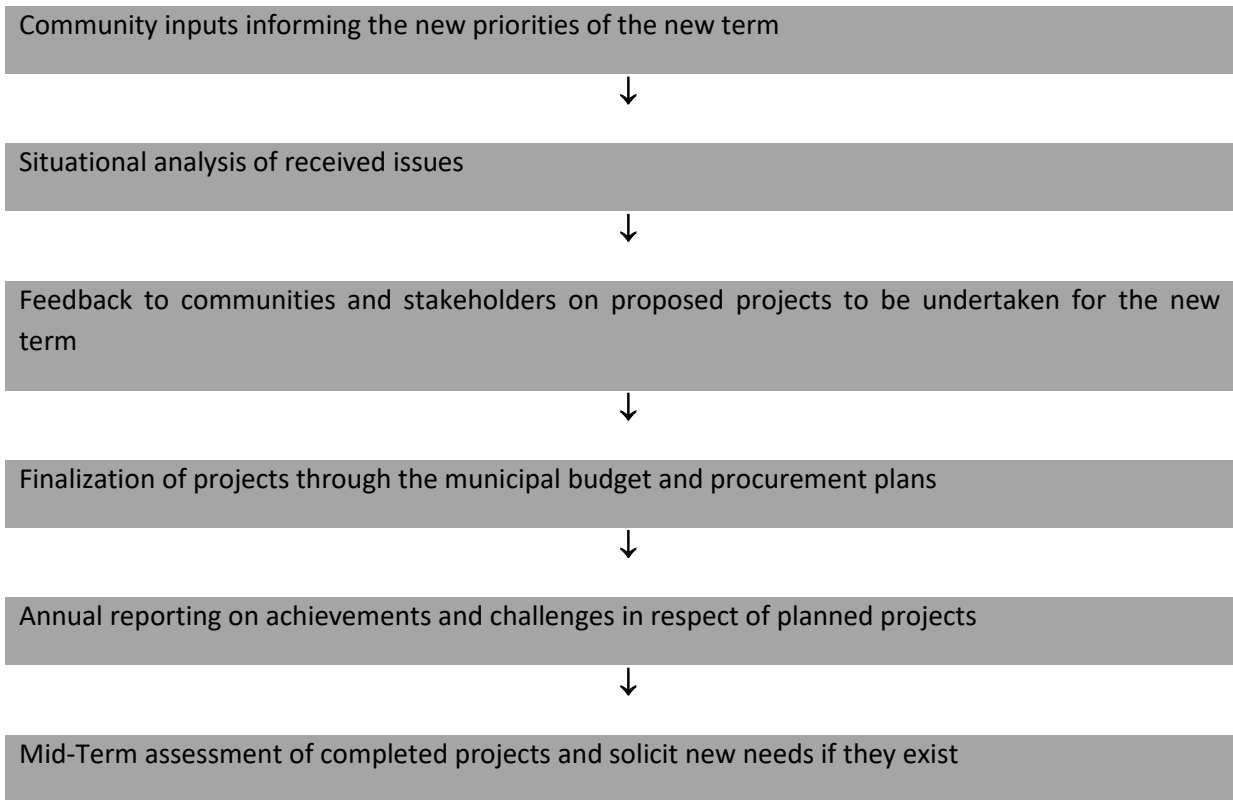 Community inputs informing the new priorities of the new term
↓
Situational analysis of received issues
↓
Feedback to communities and stakeholders on proposed projects to be undertaken for the new
term
↓
Finalization of projects through the municipal budget and procurement plans
↓
Annual reporting on achievements and challenges in respect of planned projects
↓
Mid-Term assessment of completed projects and solicit new needs if they exist